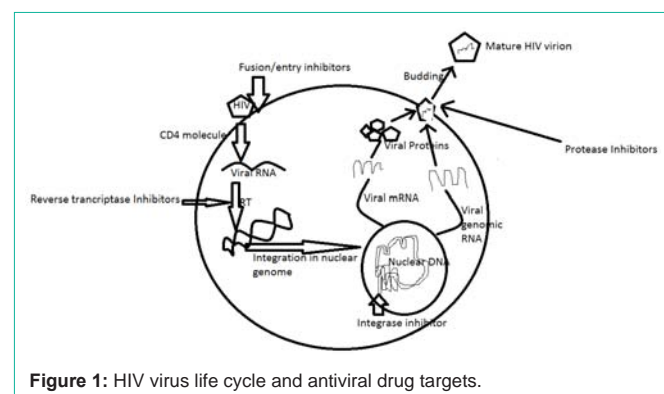 Mature HIV virion
Budding
Fusion/entry inhibitors
HIV
CD4 molecule
Viral Proteins
Protease Inhibitors
Viral RNA
Reverse trancriptase Inhibitors
RT
Viral mRNA
Viral
genomic
RNA
Integration in nuclear
genome
Nuclear DNA
Integrase inhibitor
Figure 1: HIV virus life cycle and antiviral drug targets.